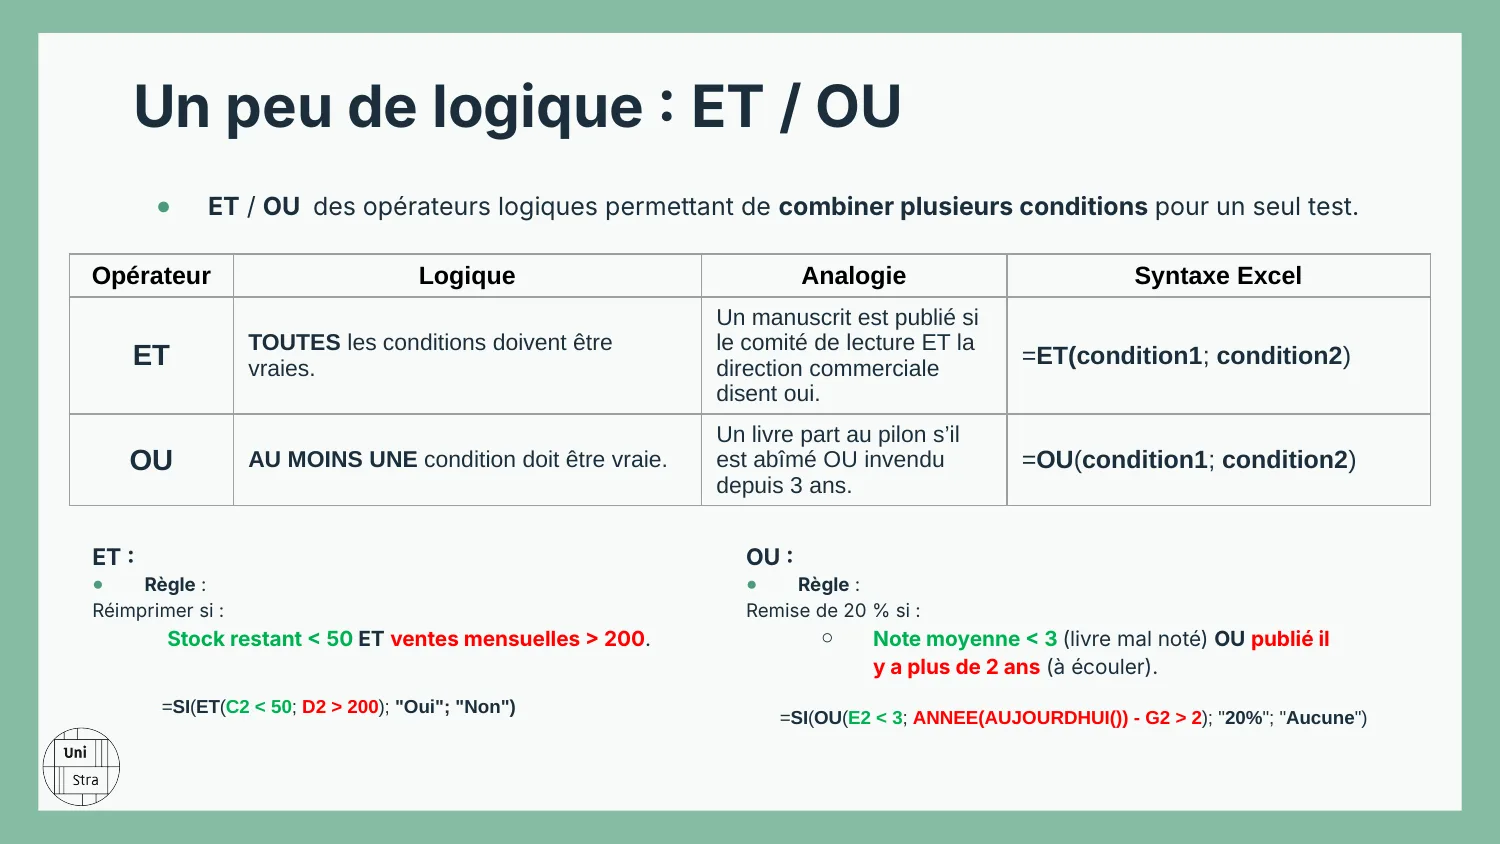 Un peu de logique : ET / OU
● ET / OU des opérateurs logiques permettant de combiner plusieurs conditions pour un seul test.
Opérateur Logique Analogie Syntaxe Excel
ET
TOUTES les conditions doivent être
vraies.
Un manuscrit est publié si
le comité de lecture ET la
direction commerciale
disent oui.
=ET(condition1; condition2)
OU
AU MOINS UNE condition doit être vraie.
Un livre part au pilon s’il
est abîmé OU invendu
depuis 3 ans.
=OU(condition1; condition2)
ET :
● Règle :
Réimprimer si :
Stock restant < 50 ET ventes mensuelles > 200.
=SI(ET(C2 < 50; D2 > 200); "Oui"; "Non")
OU :
● Règle :
Remise de 20 % si :
○ Note moyenne < 3 (livre mal noté) OU publié il
y a plus de 2 ans (à écouler).
=SI(OU(E2 < 3; ANNEE(AUJOURDHUI()) - G2 > 2); "20%"; "Aucune")
Uni
Stra